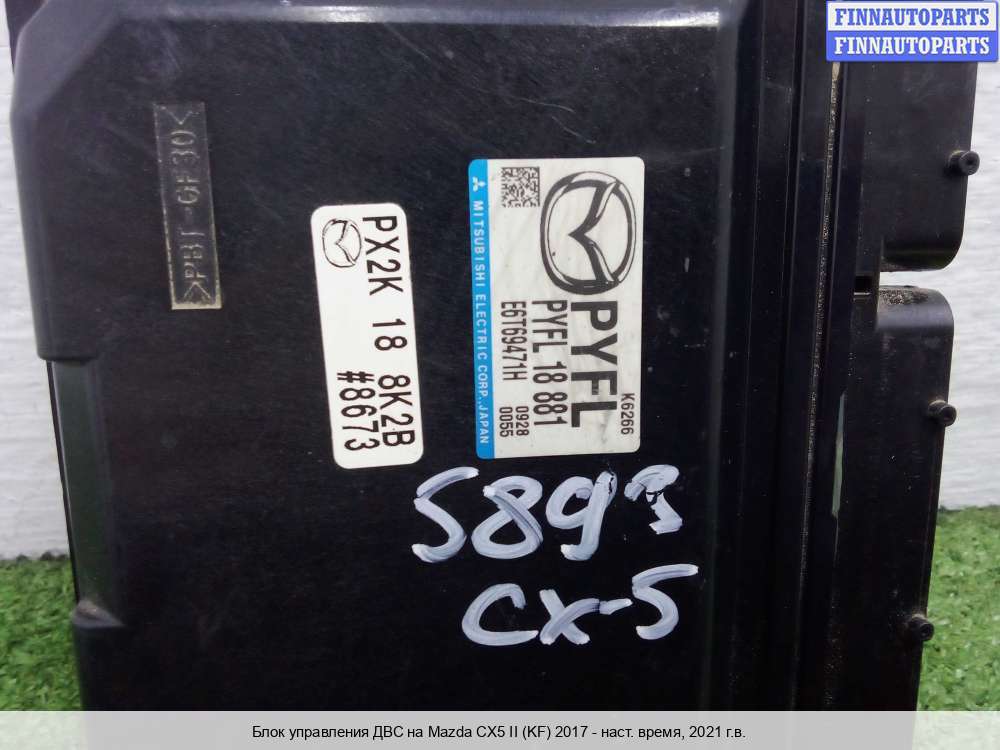 FINNAUTOPARTS
FINNAUTOPARTS
>PBT-GF30<
PX2K 18 8K2B
#8673
MITSUBISHI ELECTRIC CORP., JAPAN
PYFL
PYFL 18 881
E6T69471H
K6266
0928
0055
5893
CX-5
Блок управления ДВС на Mazda CX5 II (KF) 2017 - наст. время, 2021 г.в.